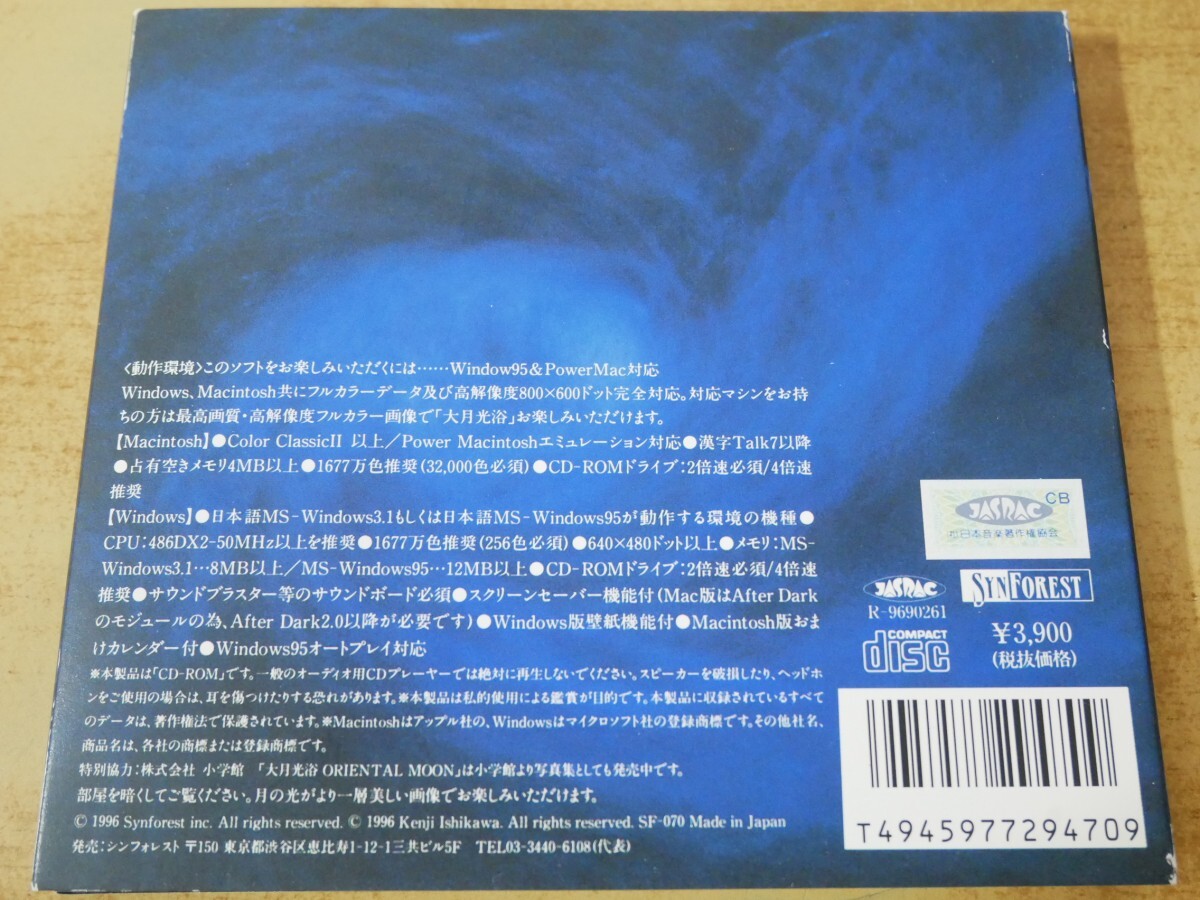 〈動作環境〉このソフトをお楽しみいただくには……Window95＆PowerMac対応
Windows、Macintosh共にフルカラーデータ及び高解像度800×600ドット完全対応。対応マシンをお持
ちの方は最高画質・高解像度フルカラー画像で「大月光浴」お楽しみいただけます。
【Macintosh】●Color ClassicII 以上／Power Macintoshエミュレーション対応●漢字Talk7以降
●占有空きメモリ4MB以上●1677万色推奨(32,000色必須)●CD-ROMドライブ:2倍速必須/4倍速
推奨
【Windows】●日本語MS-Windows3.1もしくは日本語MS-Windows95が動作する環境の機種●
CPU:486DX2-50MHz以上を推奨●1677万色推奨(256色必須)●640×480ドット以上●メモリ:MS-
Windows3.1…8MB以上／MS-Windows95…12MB以上●CD-ROMドライブ:2倍速必須/4倍速
推奨●サウンドブラスター等のサウンドボード必須●スクリーンセーバー機能付(Mac版はAfter Dark
のモジュールの為、After Dark2.0以降が必要です)●Windows版壁紙機能付●Macintosh版おま
けカレンダー付●Windows95オートプレイ対応
※本製品は「CD-ROM」です。一般のオーディオ用CDプレーヤーでは絶対に再生しないでください。スピーカーを破損したり、ヘッドホ
ンをご使用の場合は、耳を傷つけたりする恐れがあります。※本製品は私的使用による鑑賞が目的です。本製品に収録されているすべて
のデータは、著作権法で保護されています。※Macintoshはアップル社の、Windowsはマイクロソフト社の登録商標です。その他社名、
商品名は、各社の商標または登録商標です。
特別協力:株式会社 小学館 「大月光浴 ORIENTAL MOON」は小学館より写真集としても発売中です。
部屋を暗くしてご覧ください。月の光がより一層美しい画像でお楽しみいただけます。
© 1996 Synforest inc. All rights reserved. © 1996 Kenji Ishikawa. All rights reserved. SF-070 Made in Japan
発売:シンフォレスト 〒150 東京都渋谷区恵比寿1-12-1三共ビル5F TEL03-3440-6108(代表)
CB
JASRAC
日本音楽著作権協会
JASRAC
R-9690261
SYNFOREST
COMPACT
disc
￥3,900
(税抜価格)
T4945977294709